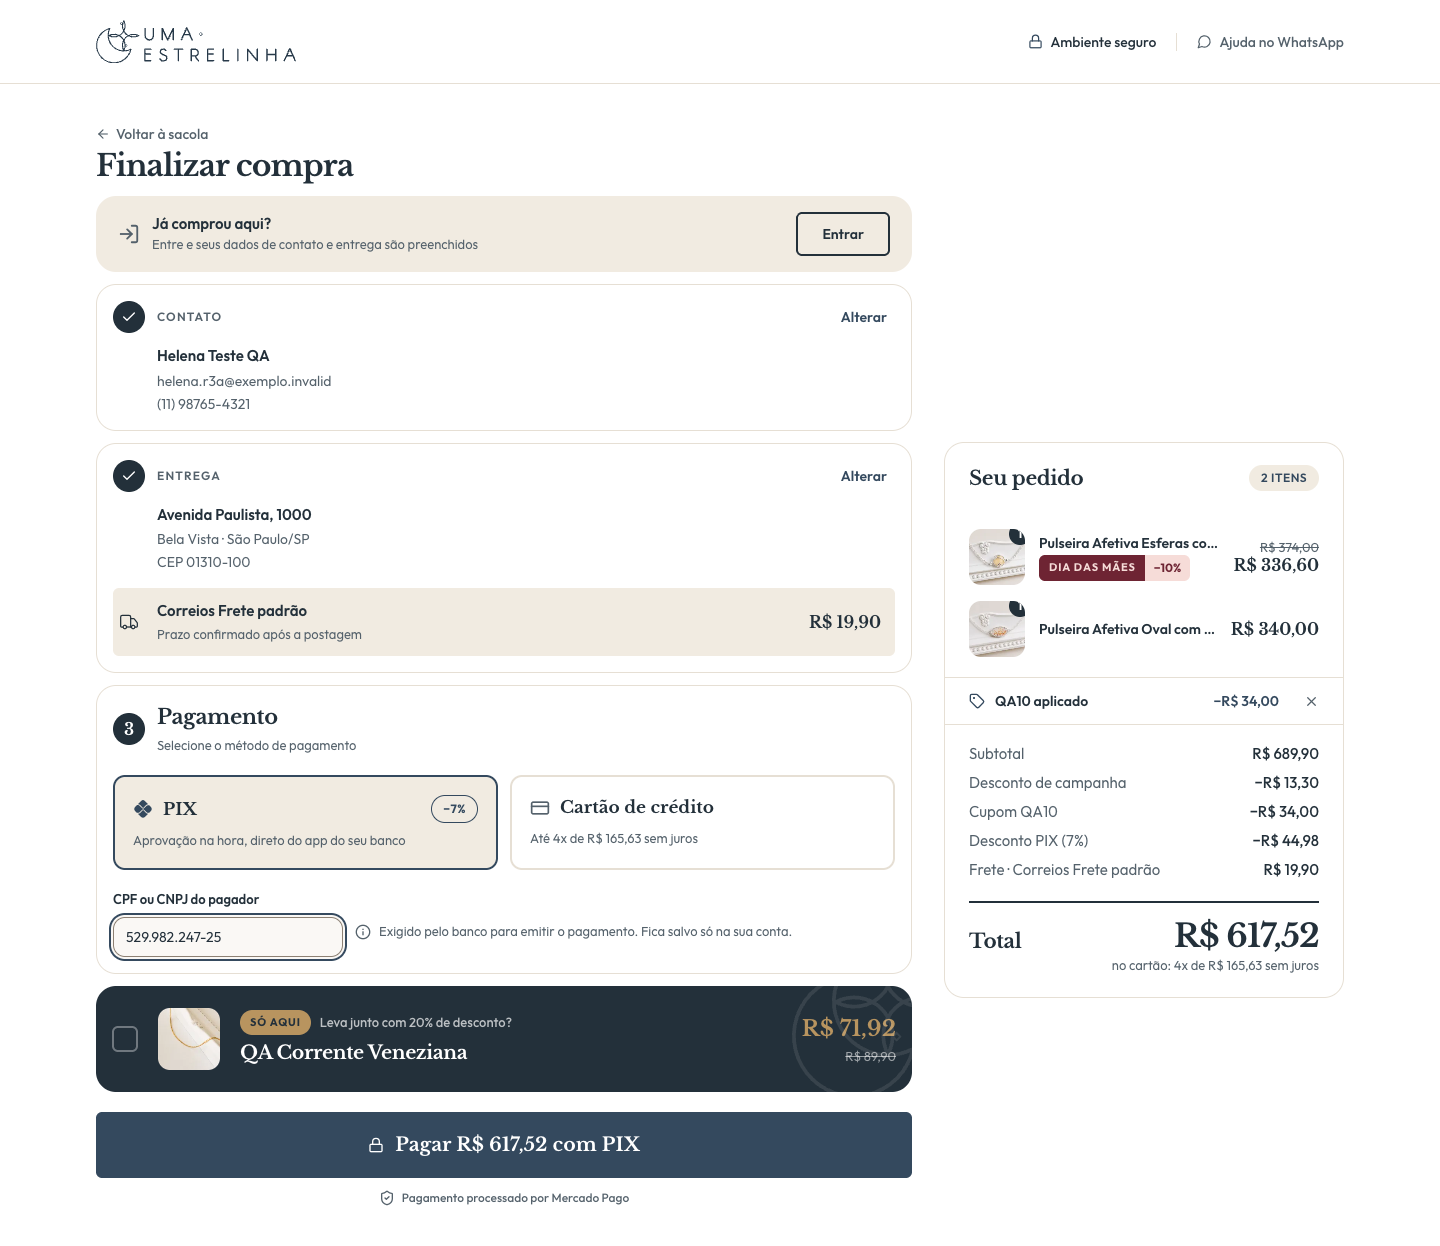 UMA
ESTRELINHA
Ambiente seguro
Ajuda no WhatsApp
Voltar à sacola
Finalizar compra
Já comprou aqui?
Entre e seus dados de contato e entrega são preenchidos
Entrar
CONTATO
Alterar
Helena Teste QA
helena.r3a@exemplo.invalid
(11) 98765-4321
ENTREGA
Alterar
Avenida Paulista, 1000
Bela Vista · São Paulo/SP
CEP 01310-100
Correios Frete padrão
Prazo confirmado após a postagem
R$ 19,90
3
Pagamento
Selecione o método de pagamento
PIX
−7%
Aprovação na hora, direto do app do seu banco
Cartão de crédito
Até 4x de R$ 165,63 sem juros
CPF ou CNPJ do pagador
529.982.247-25
Exigido pelo banco para emitir o pagamento. Fica salvo só na sua conta.
SÓ AQUI
Leva junto com 20% de desconto?
QA Corrente Veneziana
R$ 71,92
R$ 89,90
Pagar R$ 617,52 com PIX
Pagamento processado por Mercado Pago
Seu pedido
2 ITENS
Pulseira Afetiva Esferas co...
DIA DAS MÃES
−10%
R$ 374,00
R$ 336,60
Pulseira Afetiva Oval com ...
R$ 340,00
QA10 aplicado
−R$ 34,00
Subtotal
R$ 689,90
Desconto de campanha
−R$ 13,30
Cupom QA10
−R$ 34,00
Desconto PIX (7%)
−R$ 44,98
Frete · Correios Frete padrão
R$ 19,90
Total
R$ 617,52
no cartão: 4x de R$ 165,63 sem juros